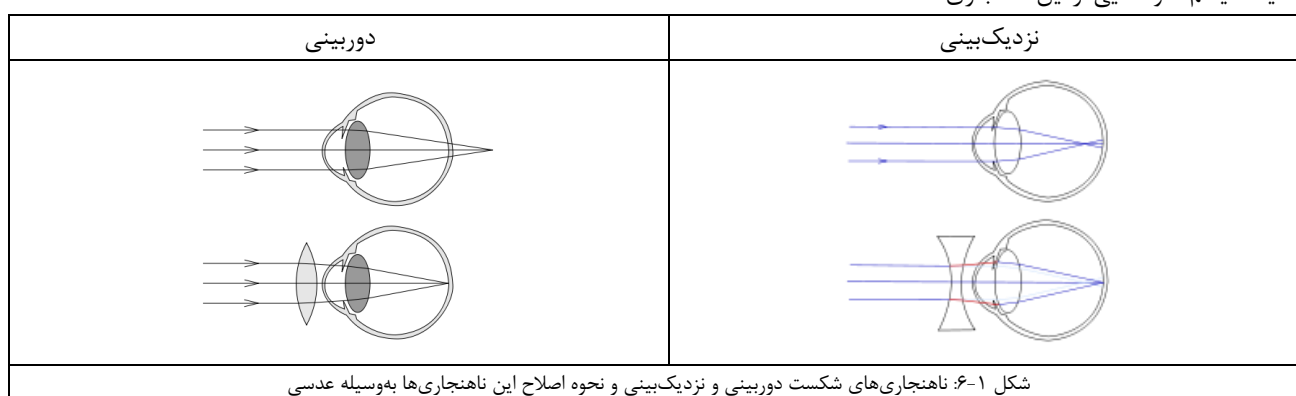 نزدیک‌بینی
دوربینی
شکل ۱-۶: ناهنجاری‌های شکست دوربینی و نزدیک‌بینی و نحوه اصلاح این ناهنجاری‌ها به‌وسیله عدسی